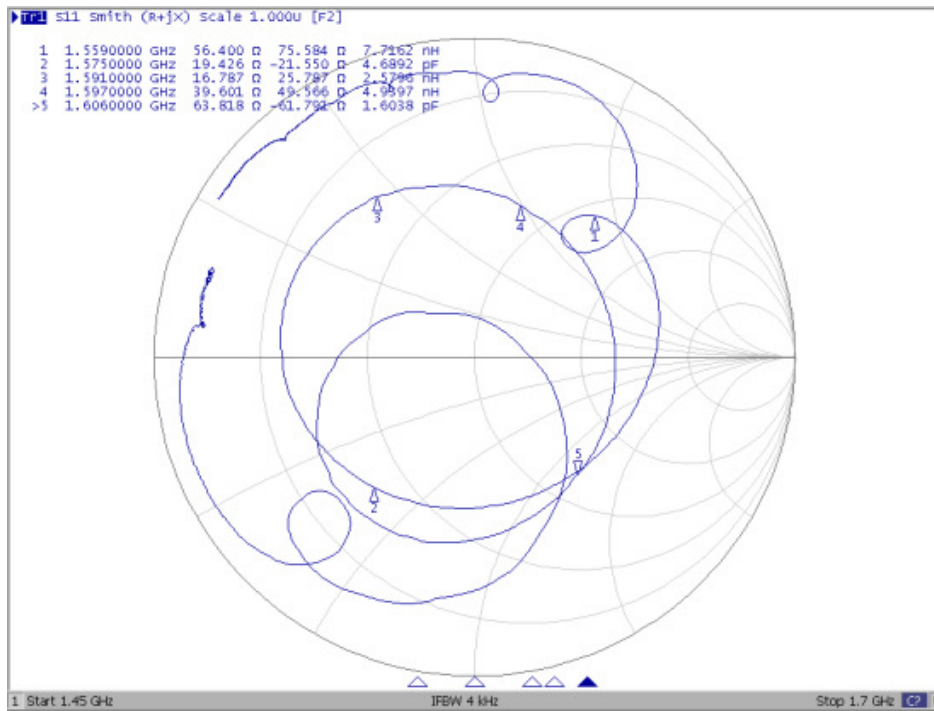 Tr1 S11 Smith (R+jX) Scale 1.000U [F2]
1 1.5590000 GHz 56.400 Ω 75.584 Ω 7.7162 nH
2 1.5750000 GHz 19.426 Ω -21.550 Ω 4.6892 pF
3 1.5910000 GHz 16.787 Ω 25.787 Ω 2.5796 nH
4 1.5970000 GHz 39.601 Ω 49.566 Ω 4.9397 nH
>5 1.6060000 GHz 63.818 Ω -61.792 Ω 1.6038 pF
3
4
1
5
2
1 Start 1.45 GHz IFBW 4 kHz Stop 1.7 GHz C?